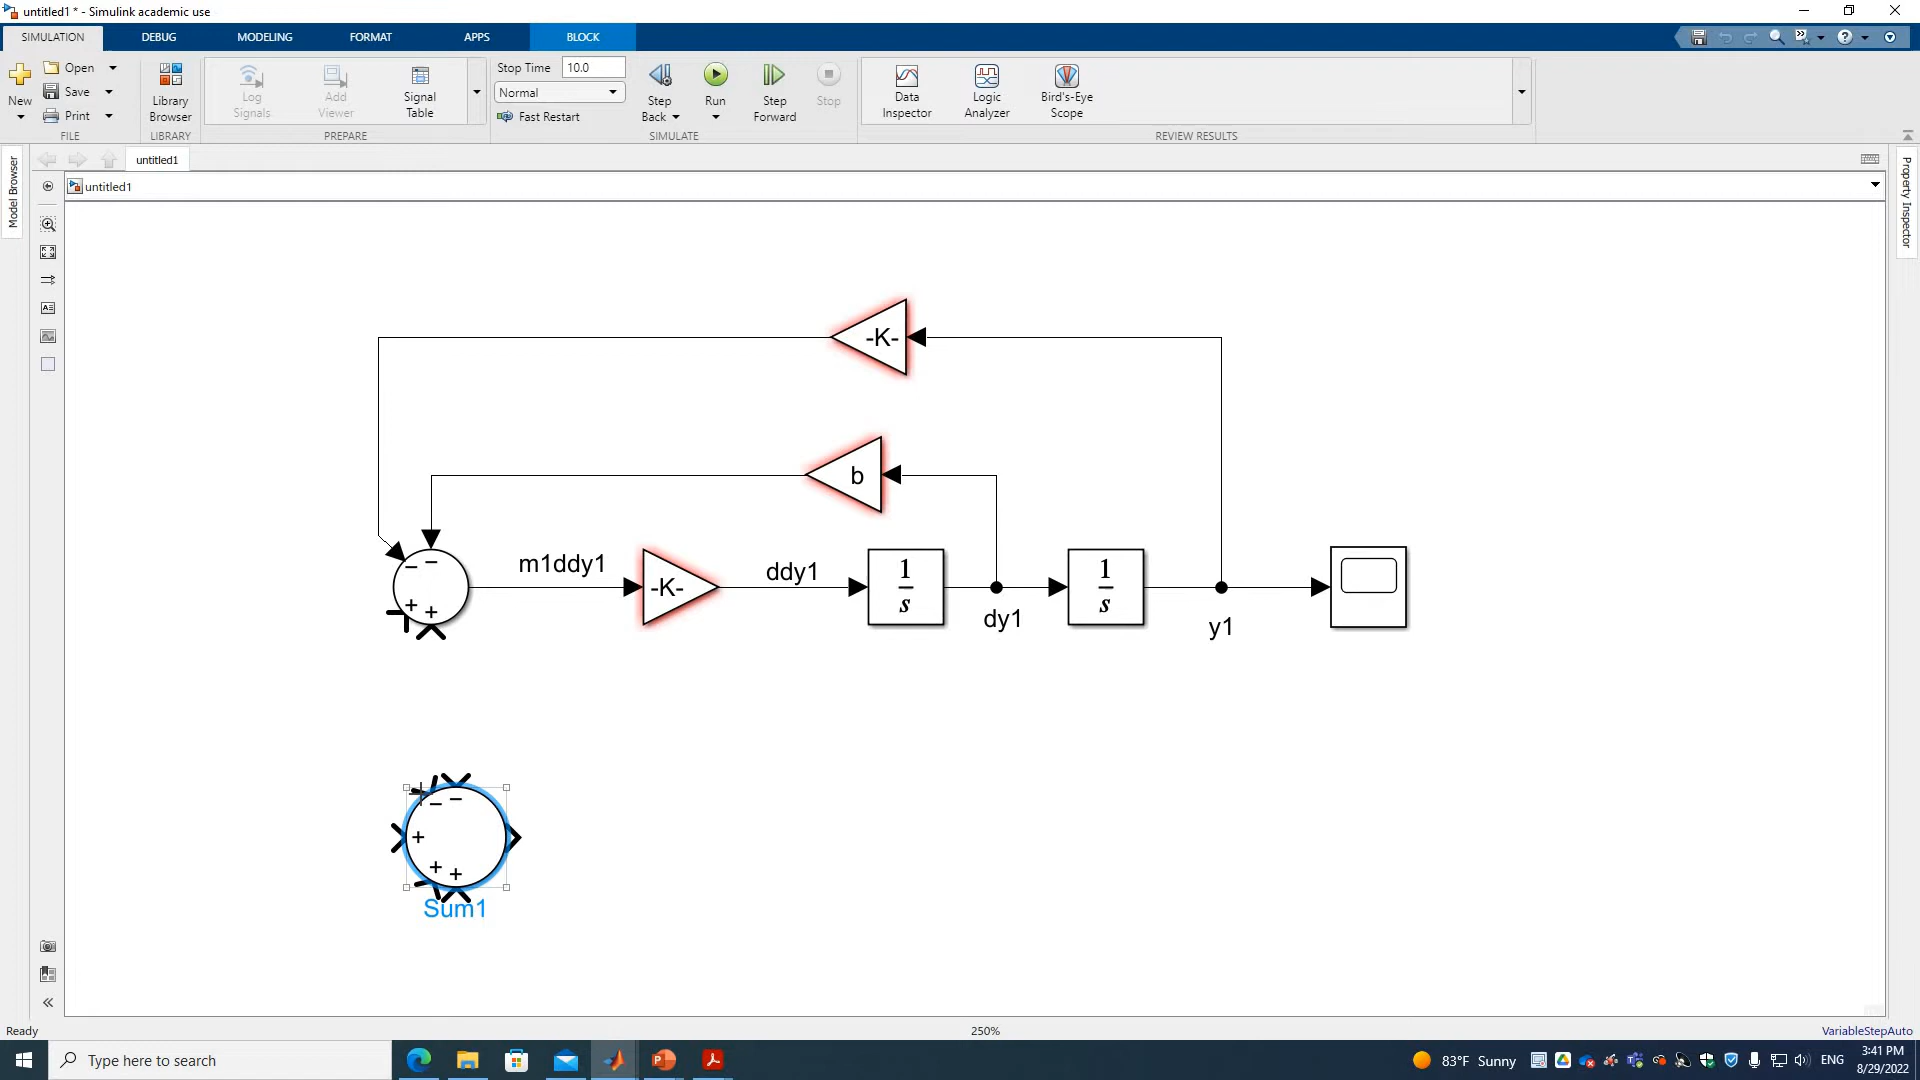 untitled1 * - Simulink academic use
SIMULATION DEBUG MODELING FORMAT APPS BLOCK
New
Open
Save
Print
FILE
Library
Browser
LIBRARY
Log
Signals
Add
Viewer
Signal
Table
PREPARE
Stop Time 10.0
Normal
Fast Restart
Step
Back
Run
Step
Forward
Stop
SIMULATE
Data
Inspector
Logic
Analyzer
Bird's-Eye
Scope
REVIEW RESULTS
Model Browser
untitled1
untitled1
Property Inspector
-K-
b
m1ddy1
-K-
ddy1
1
s
dy1
1
s
y1
− −
+ +
− −
+
+ +
Sum1
Ready
250%
VariableStepAuto
Type here to search
83°F Sunny
ENG
3:41 PM
8/29/2022